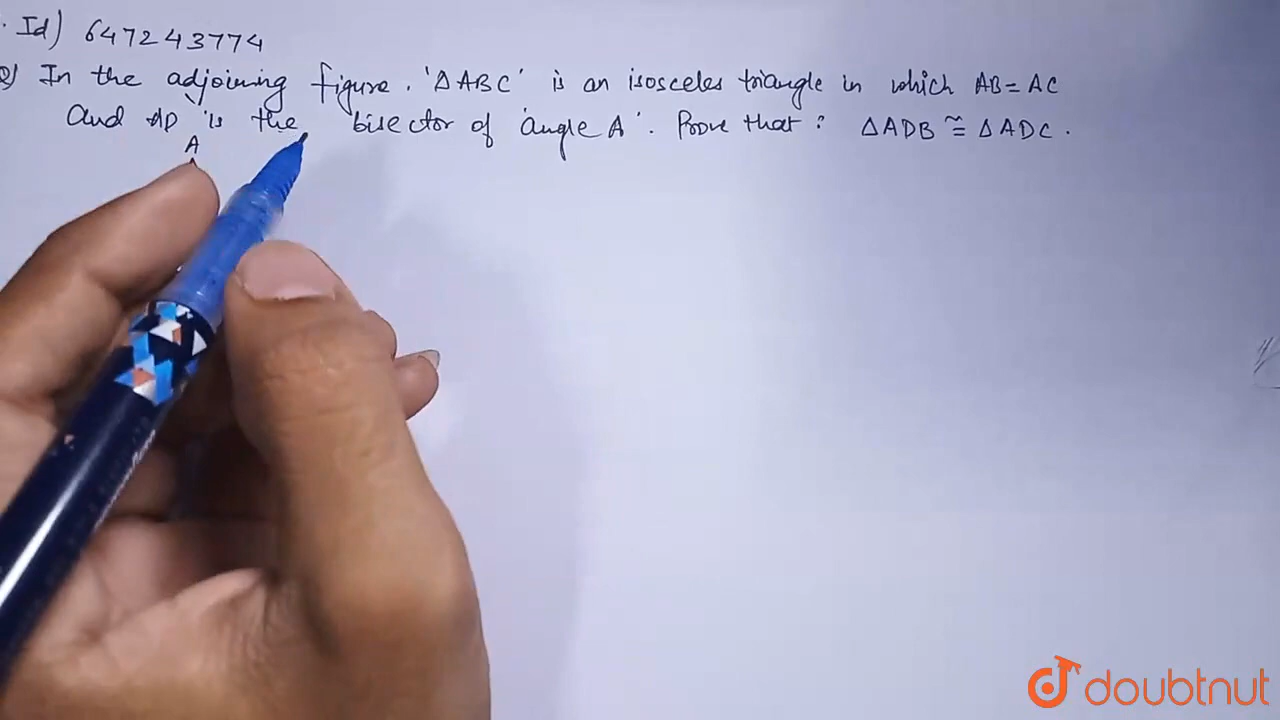 Id) 647243774
Q) In the adjoining figure. 'ΔABC' is an isosceles triangle in which AB = AC
and AD is the bisector of 'angle A'. Prove that: ΔADB ≅ ΔADC.
A
doubtnut